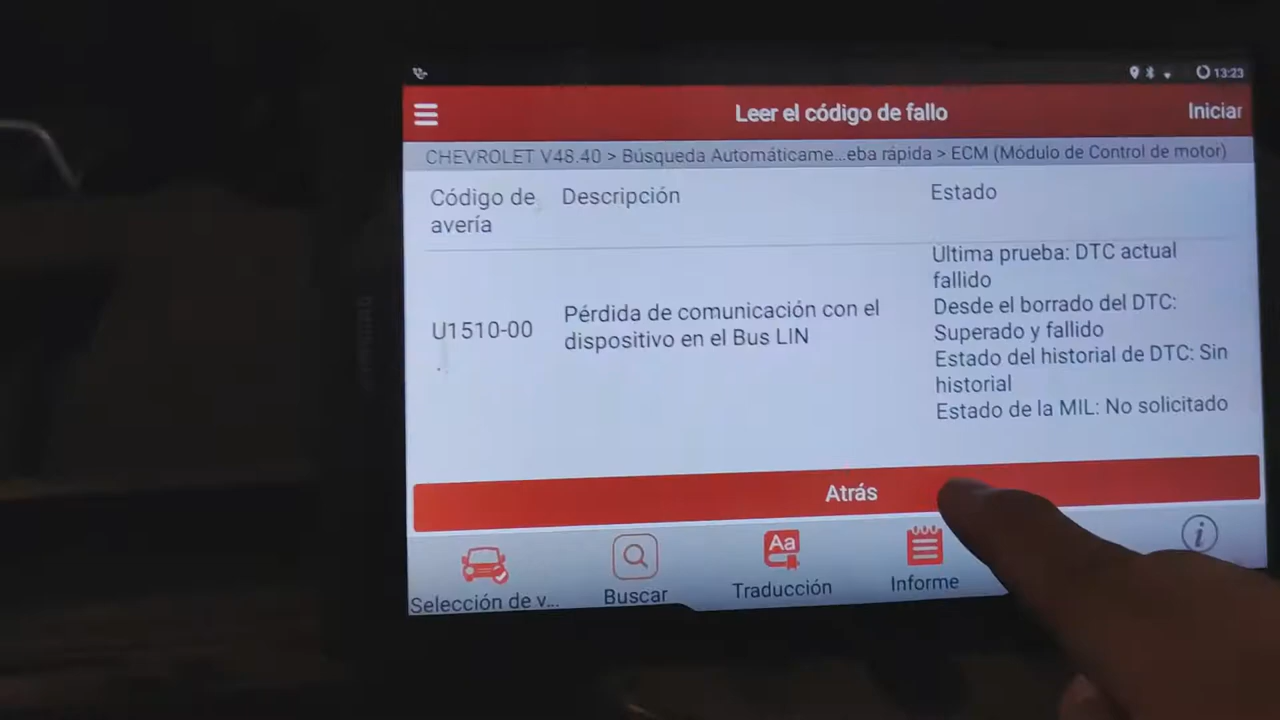 13:23
Leer el código de fallo
Iniciar
CHEVROLET V48.40 > Búsqueda Automáticame...eba rápida > ECM (Módulo de Control de motor)
Código de avería
Descripción
Estado
U1510-00
Pérdida de comunicación con el
dispositivo en el Bus LIN
Ultima prueba: DTC actual
fallido
Desde el borrado del DTC:
Superado y fallido
Estado del historial de DTC: Sin
historial
Estado de la MIL: No solicitado
Atrás
Aa
Selección de v...
Buscar
Traducción
Informe
i